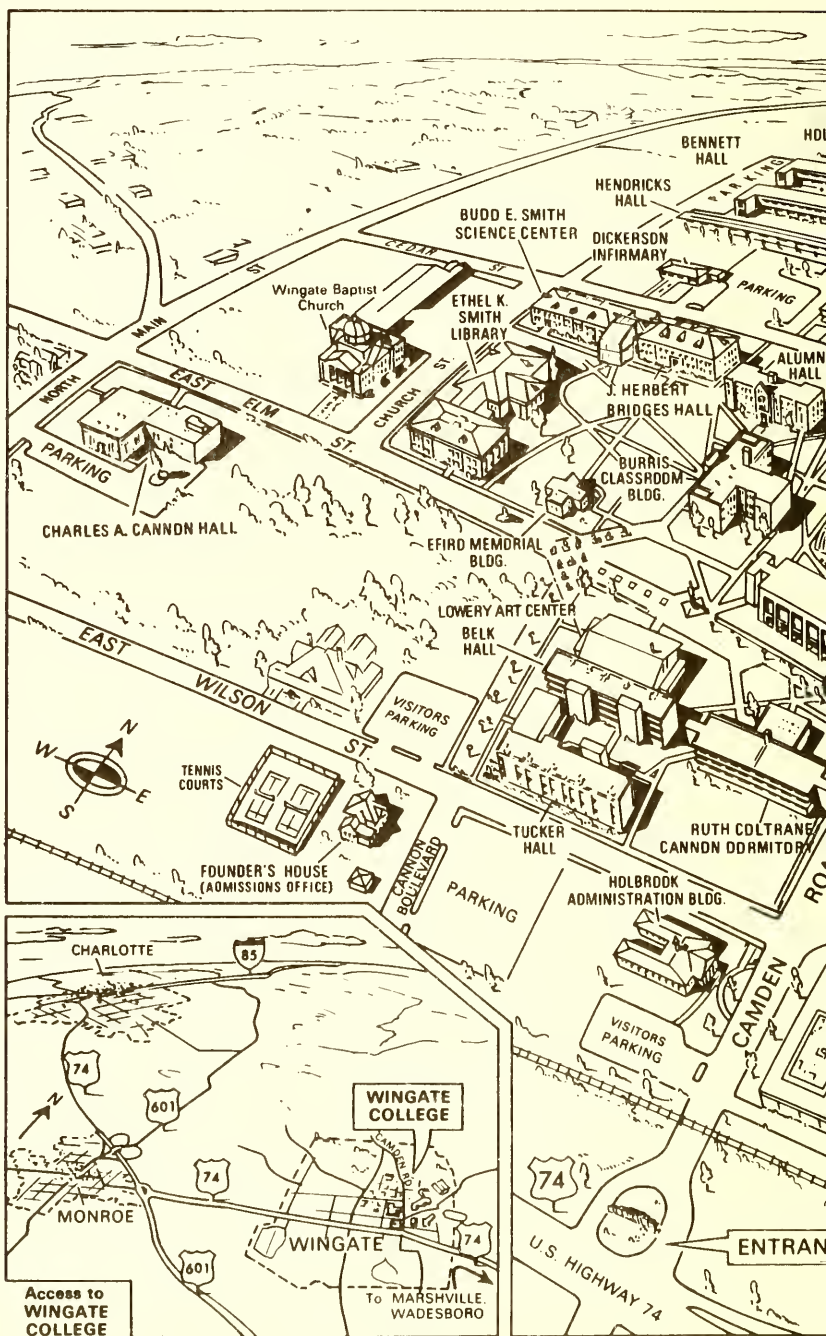 BENNETT
HALL
HOU
PARKING
HENDRICKS
HALL
BUDD E. SMITH
SCIENCE CENTER
DICKERSON
INFIRMARY
CEDAR ST
PARKING
Wingate Baptist
Church
ETHEL K.
SMITH
LIBRARY
ALUMN
HALL
NORTH MAIN ST
EAST ELM ST.
CHURCH ST
J. HERBERT
BRIDGES HALL
PARKING
BURRIS
CLASSROOM
BLDG.
CHARLES A. CANNON HALL
EFIRD MEMORIAL
BLDG.
LOWERY ART CENTER
BELK
HALL
EAST WILSON ST
VISITORS
PARKING
N
W
E
S
TENNIS
COURTS
TUCKER
HALL
RUTH COLTRANE
CANNON DORMITORY
FOUNDER'S HOUSE
(ADMISSIONS OFFICE)
CANNON
BOULEVARD
PARKING
HOLBROOK
ADMINISTRATION BLDG.
CAMDEN ROA
VISITORS
PARKING
CHARLOTTE
85
74
601
N
WINGATE
COLLEGE
CAMDEN RD.
74
MONROE
WINGATE
74
601
To MARSHVILLE,
WADESBORO
Access to
WINGATE
COLLEGE
74
U.S. HIGHWAY 74
ENTRAN